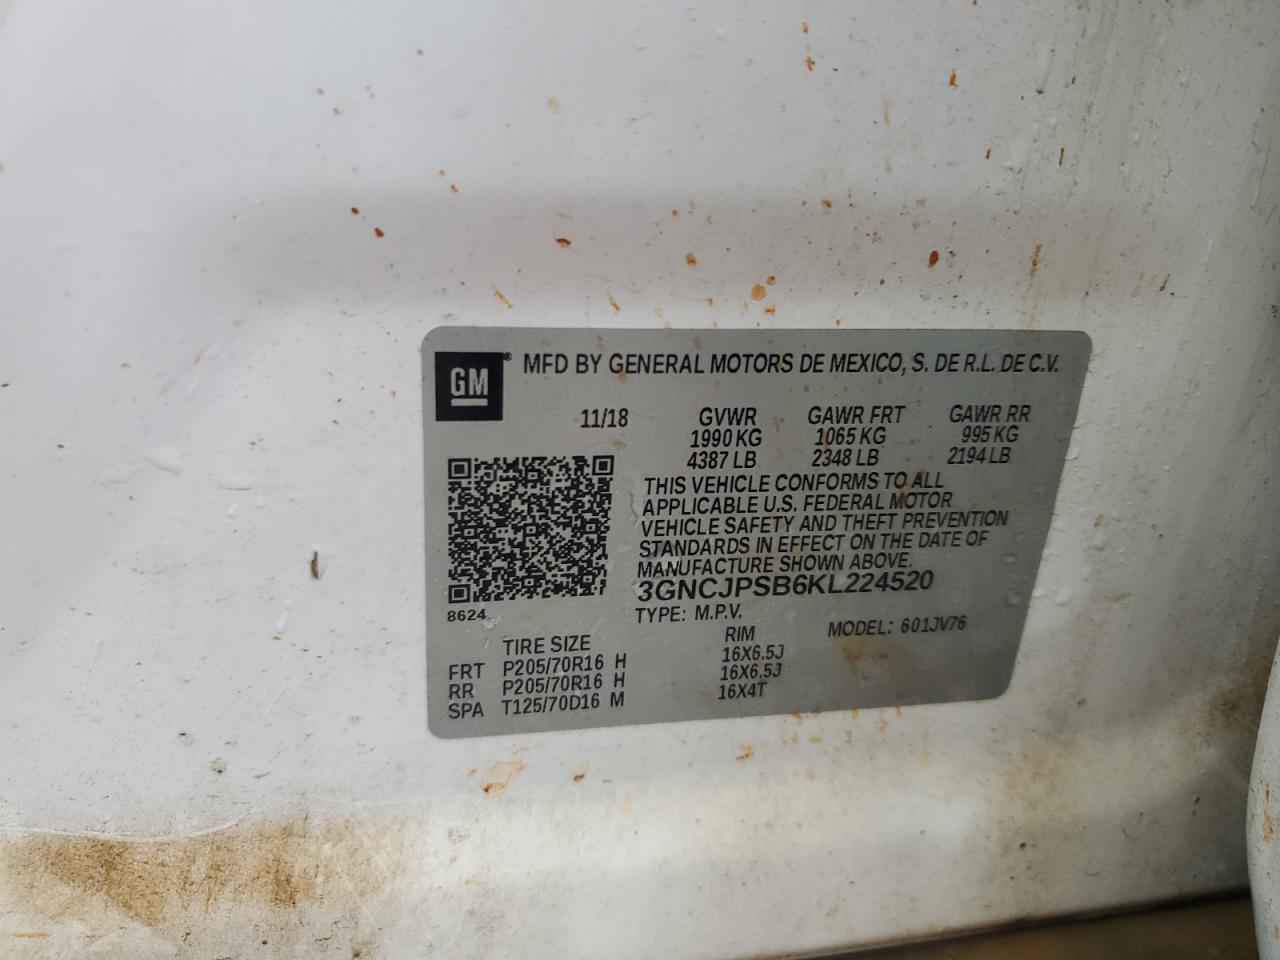 GM ® MFD BY GENERAL MOTORS DE MEXICO, S. DE R.L. DE C.V.
11/18 GVWR GAWR FRT GAWR RR
1990 KG 1065 KG 995 KG
4387 LB 2348 LB 2194 LB
THIS VEHICLE CONFORMS TO ALL
APPLICABLE U.S. FEDERAL MOTOR
VEHICLE SAFETY AND THEFT PREVENTION
STANDARDS IN EFFECT ON THE DATE OF
MANUFACTURE SHOWN ABOVE.
3GNCJPSB6KL224520
8624 TYPE: M.P.V. MODEL: 601JV76
TIRE SIZE RIM
FRT P205/70R16 H 16X6.5J
RR P205/70R16 H 16X6.5J
SPA T125/70D16 M 16X4T